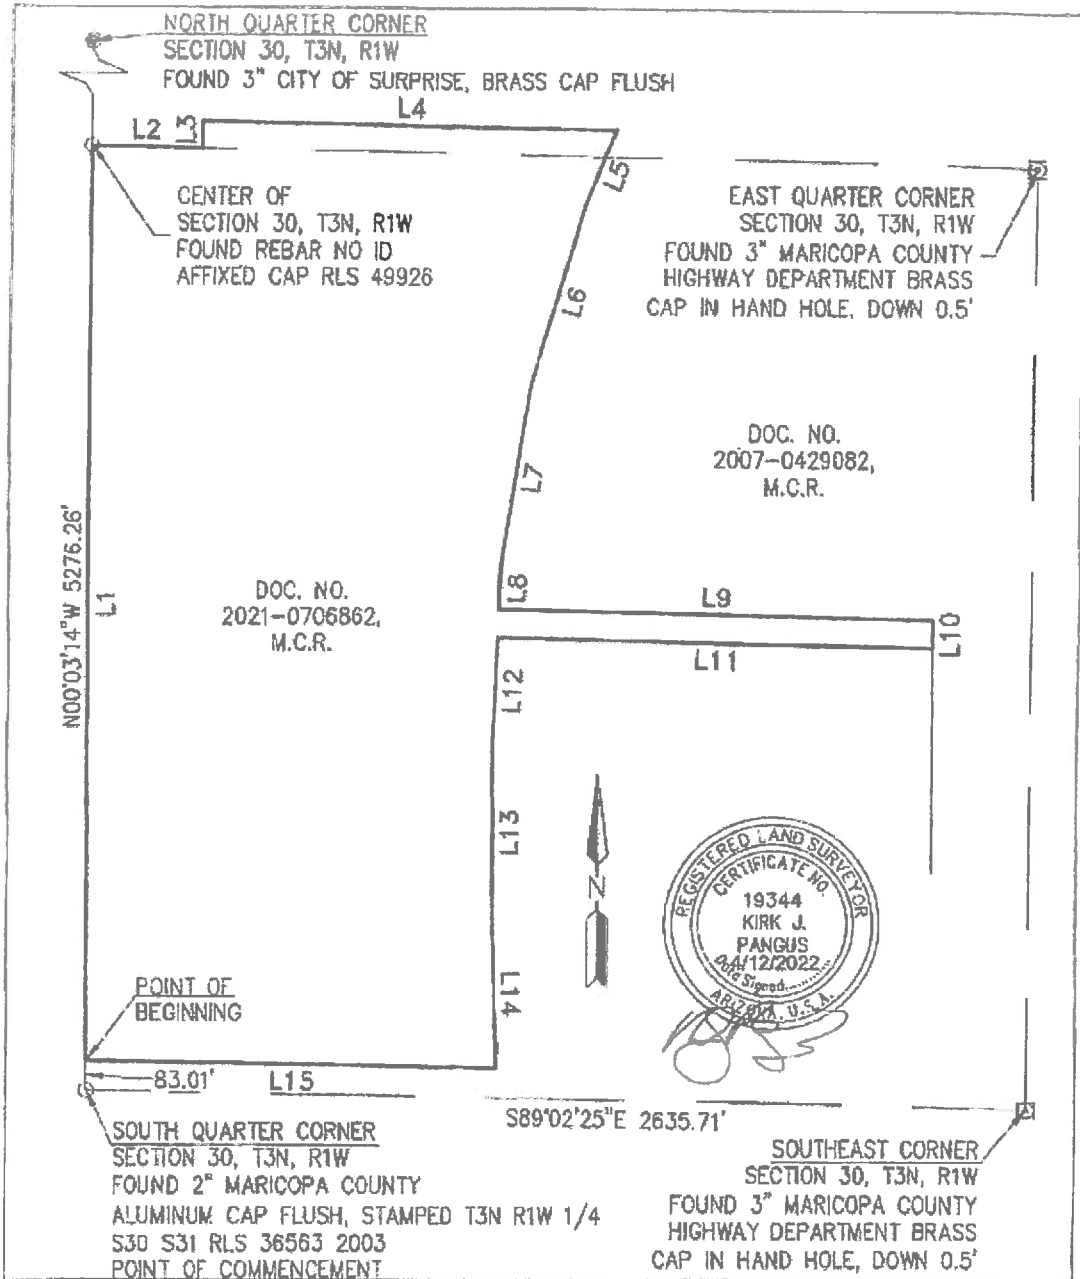 NORTH QUARTER CORNER
SECTION 30, T3N, R1W
FOUND 3" CITY OF SURPRISE, BRASS CAP FLUSH
L4
L2
L3
L5
CENTER OF
SECTION 30, T3N, R1W
FOUND REBAR NO ID
AFFIXED CAP RLS 49926
EAST QUARTER CORNER
SECTION 30, T3N, R1W
FOUND 3" MARICOPA COUNTY
HIGHWAY DEPARTMENT BRASS
CAP IN HAND HOLE, DOWN 0.5'
L6
DOC. NO.
2007-0429082,
M.C.R.
L7
N00°03'14"W 5276.26'
L1
DOC. NO.
2021-0706862,
M.C.R.
L8
L9
L10
L11
L12
L13
N
REGISTERED LAND SURVEYOR
CERTIFICATE NO.
19344
KIRK J.
PANGUS
4/12/2022
Date Signed
ARIZONA, U.S.A.
L14
POINT OF
BEGINNING
83.01'
L15
S89°02'25"E 2635.71'
SOUTH QUARTER CORNER
SECTION 30, T3N, R1W
FOUND 2" MARICOPA COUNTY
ALUMINUM CAP FLUSH, STAMPED T3N R1W 1/4
S30 S31 RLS 36563 2003
POINT OF COMMENCEMENT
SOUTHEAST CORNER
SECTION 30, T3N, R1W
FOUND 3" MARICOPA COUNTY
HIGHWAY DEPARTMENT BRASS
CAP IN HAND HOLE, DOWN 0.5'